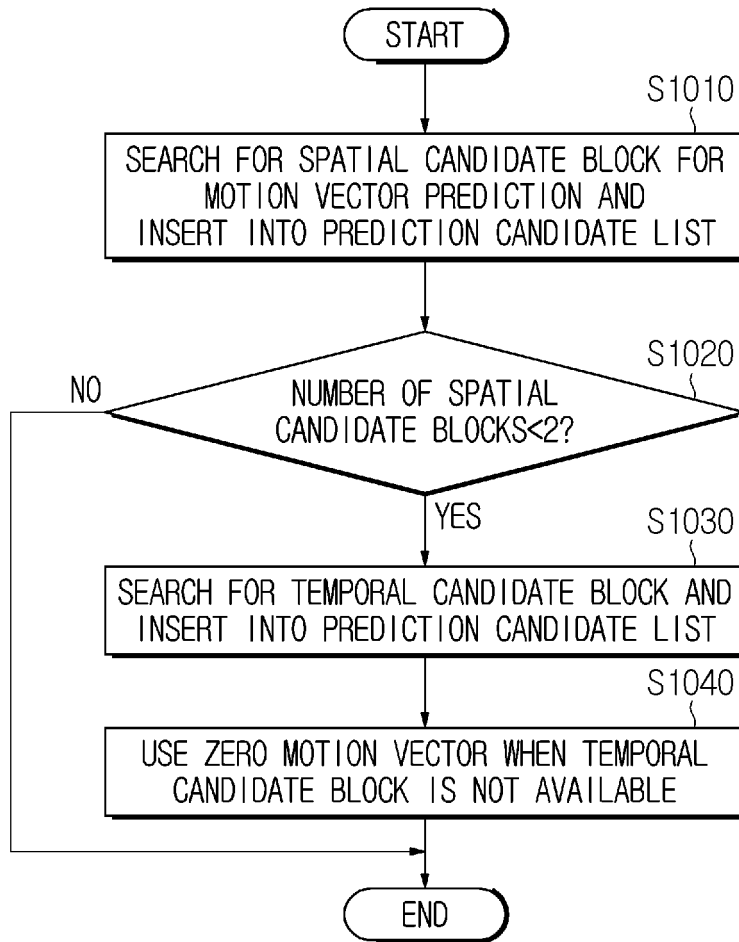 START
S1010
SEARCH FOR SPATIAL CANDIDATE BLOCK FOR
MOTION VECTOR PREDICTION AND
INSERT INTO PREDICTION CANDIDATE LIST
S1020
NO
NUMBER OF SPATIAL
CANDIDATE BLOCKS<2?
YES
S1030
SEARCH FOR TEMPORAL CANDIDATE BLOCK AND
INSERT INTO PREDICTION CANDIDATE LIST
S1040
USE ZERO MOTION VECTOR WHEN TEMPORAL
CANDIDATE BLOCK IS NOT AVAILABLE
END